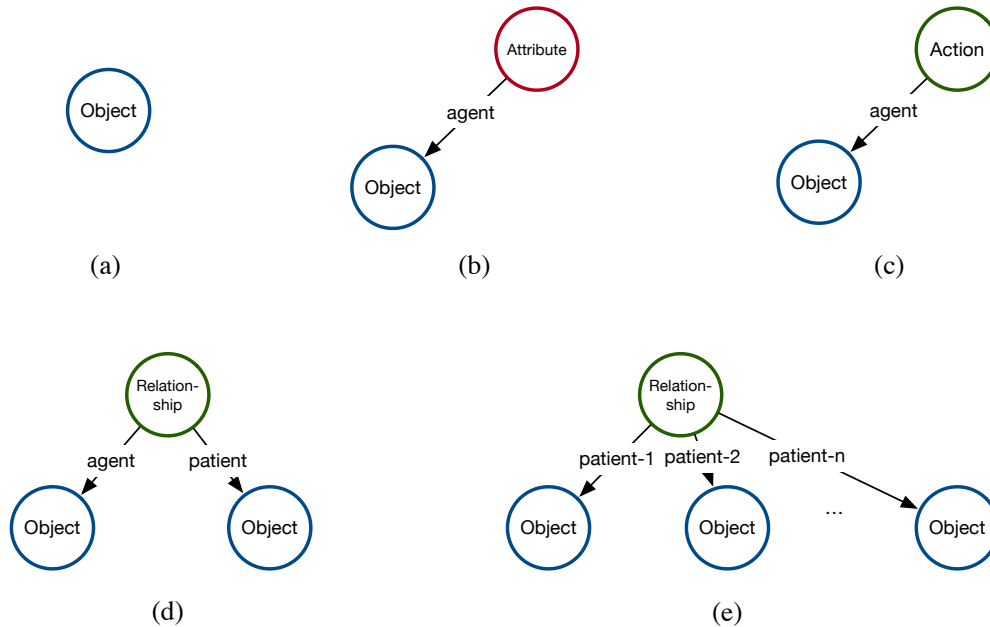 Object
(a)
Attribute
agent
Object
(b)
Action
agent
Object
(c)
Relation-
ship
agent
patient
Object
Object
(d)
Relation-
ship
patient-1
patient-2
patient-n
Object
Object
...
Object
(e)